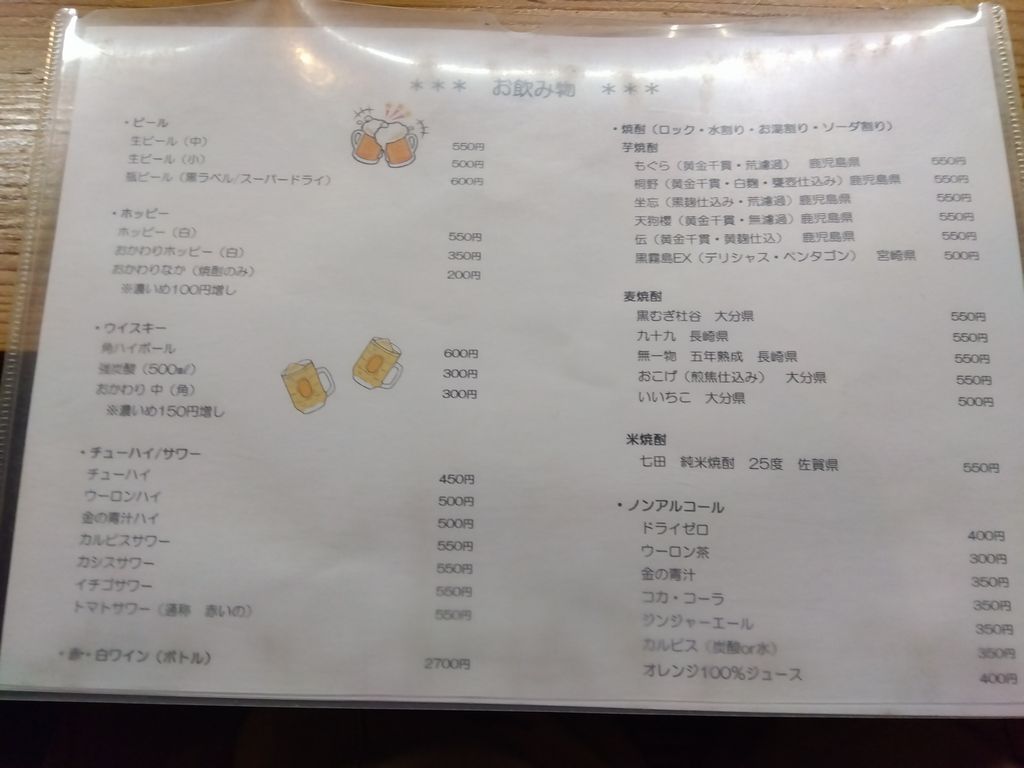 ＊＊＊　お飲み物　＊＊＊
・ビール
生ビール（中）　550円
生ビール（小）　500円
瓶ビール（黒ラベル/スーパードライ）　600円
・ホッピー
ホッピー（白）　550円
おかわりホッピー（白）　350円
おかわりなか（焼酎のみ）　200円
※濃いめ100円増し
・ウイスキー
角ハイボール　600円
強炭酸（500㎖）　300円
おかわり 中（角）　300円
※濃いめ150円増し
・チューハイ/サワー
チューハイ　450円
ウーロンハイ　500円
金の青汁ハイ　500円
カルピスサワー　550円
カシスサワー　550円
イチゴサワー　550円
トマトサワー（通称　赤いの）　550円
・赤・白ワイン（ボトル）　2700円
・焼酎（ロック・水割り・お湯割り・ソーダ割り）
芋焼酎
もぐら（黄金千貫・荒濾過）　鹿児島県　550円
桐野（黄金千貫・白麹・甕壺仕込み）鹿児島県　550円
坐忘（黒麹仕込み・荒濾過）鹿児島県　550円
天狗櫻（黄金千貫・無濾過）鹿児島県　550円
伝（黄金千貫・黄麹仕込）　鹿児島県　550円
黒霧島EX（デリシャス・ペンタゴン）　宮崎県　500円
麦焼酎
黒むぎ杜谷　大分県　550円
九十九　長崎県　550円
無一物　五年熟成　長崎県　550円
おこげ（煎焦仕込み）　大分県　550円
いいちこ　大分県　500円
米焼酎
七田　純米焼酎　25度　佐賀県　550円
・ノンアルコール
ドライゼロ　400円
ウーロン茶　300円
金の青汁　350円
コカ・コーラ　350円
ジンジャーエール　350円
カルピス（炭酸or水）　350円
オレンジ100％ジュース　400円